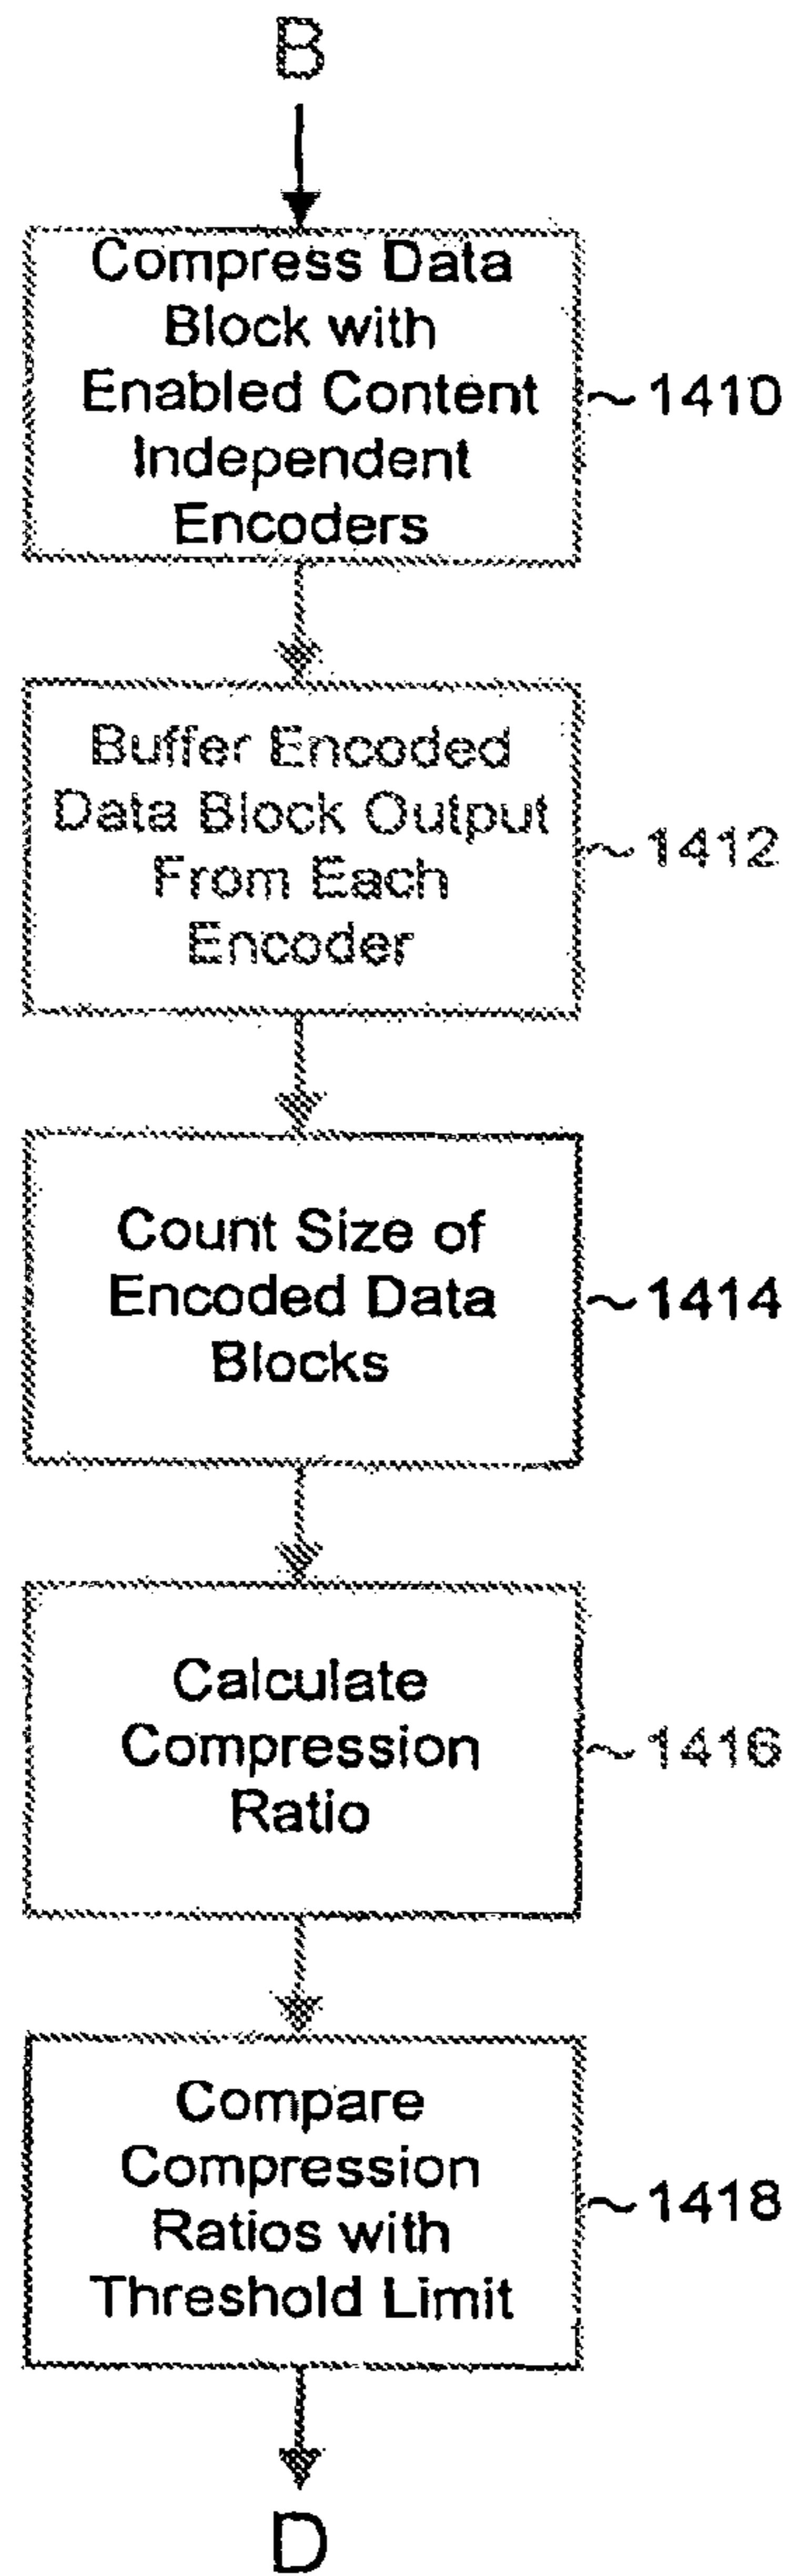 B
Compress Data
Block with
Enabled Content
Independent
Encoders
~1410
Buffer Encoded
Data Block Output
From Each
Encoder
~1412
Count Size of
Encoded Data
Blocks
~1414
Calculate
Compression
Ratio
~1416
Compare
Compression
Ratios with
Threshold Limit
~1418
D